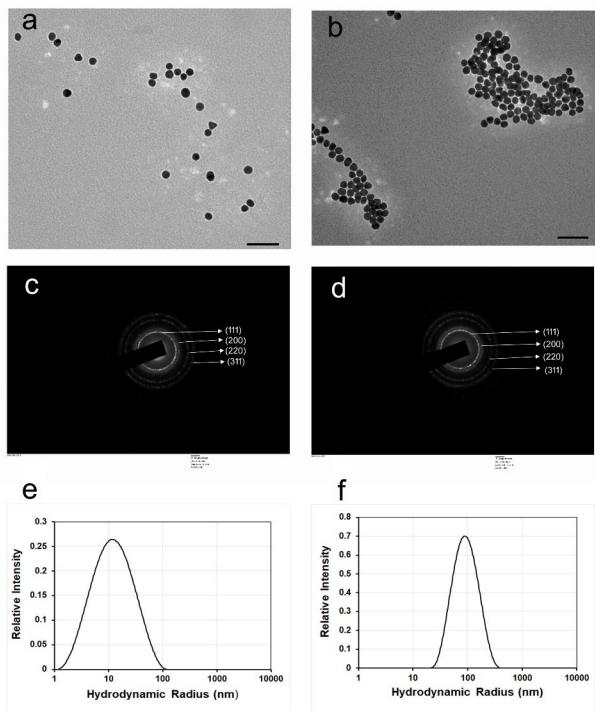 a
b
c
(111)
(200)
(220)
(311)
d
(111)
(200)
(220)
(311)
e
0.3
0.25
0.2
0.15
0.1
0.05
0
1 10 100 1000 10000
Relative Intensity
Hydrodynamic Radius (nm)
f
0.8
0.7
0.6
0.5
0.4
0.3
0.2
0.1
0
1 10 100 1000 10000
Relative Intensity
Hydrodynamic Radius (nm)